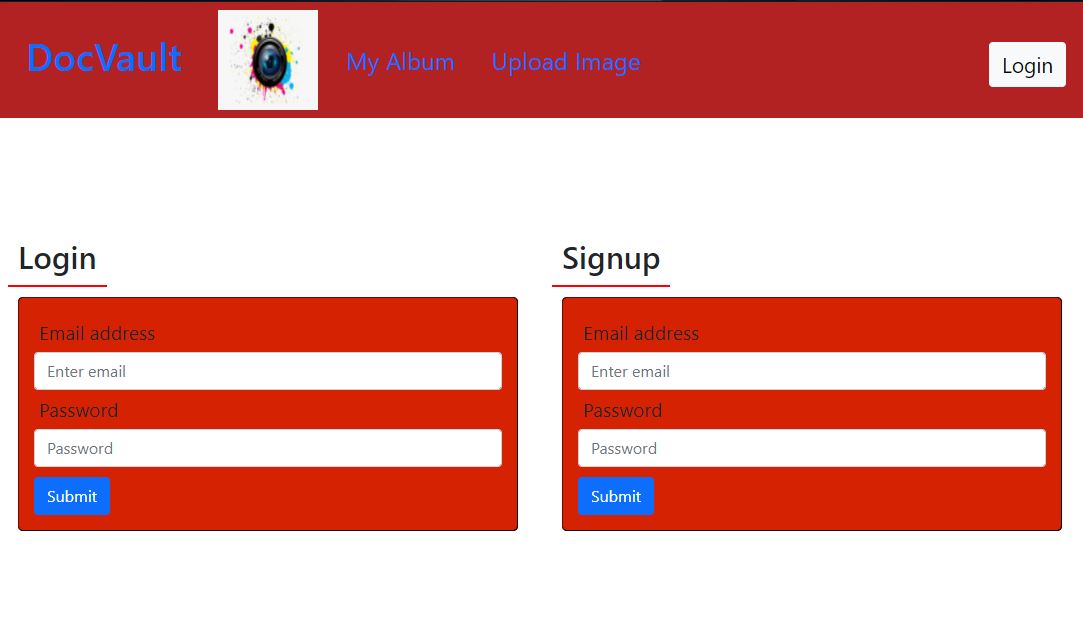 DocVault My Album Upload Image Login
Login
Email address
Enter email
Password
Password
Submit
Signup
Email address
Enter email
Password
Password
Submit